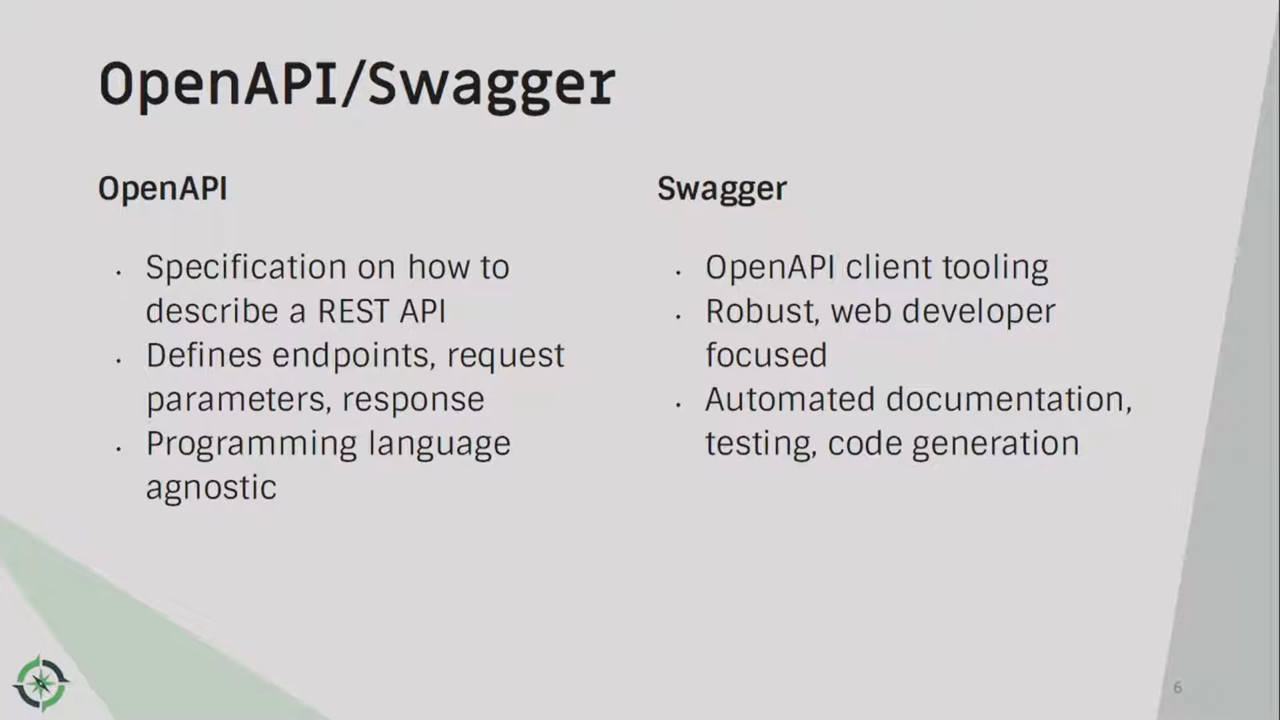 OpenAPI/Swagger
OpenAPI
· Specification on how to
describe a REST API
· Defines endpoints, request
parameters, response
· Programming language
agnostic
Swagger
· OpenAPI client tooling
· Robust, web developer
focused
· Automated documentation,
testing, code generation
6